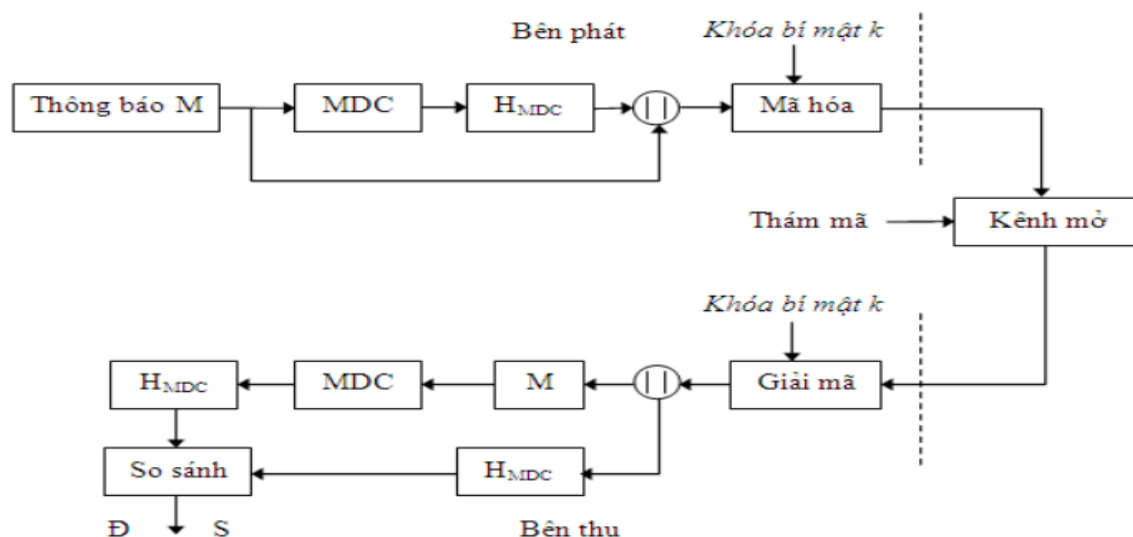 Bên phát
Khóa bí mật k
Thông báo M
MDC
HMDC
||
Mã hóa
Thám mã
Kênh mở
Khóa bí mật k
HMDC
MDC
M
||
Giải mã
So sánh
HMDC
Đ
S
Bên thu